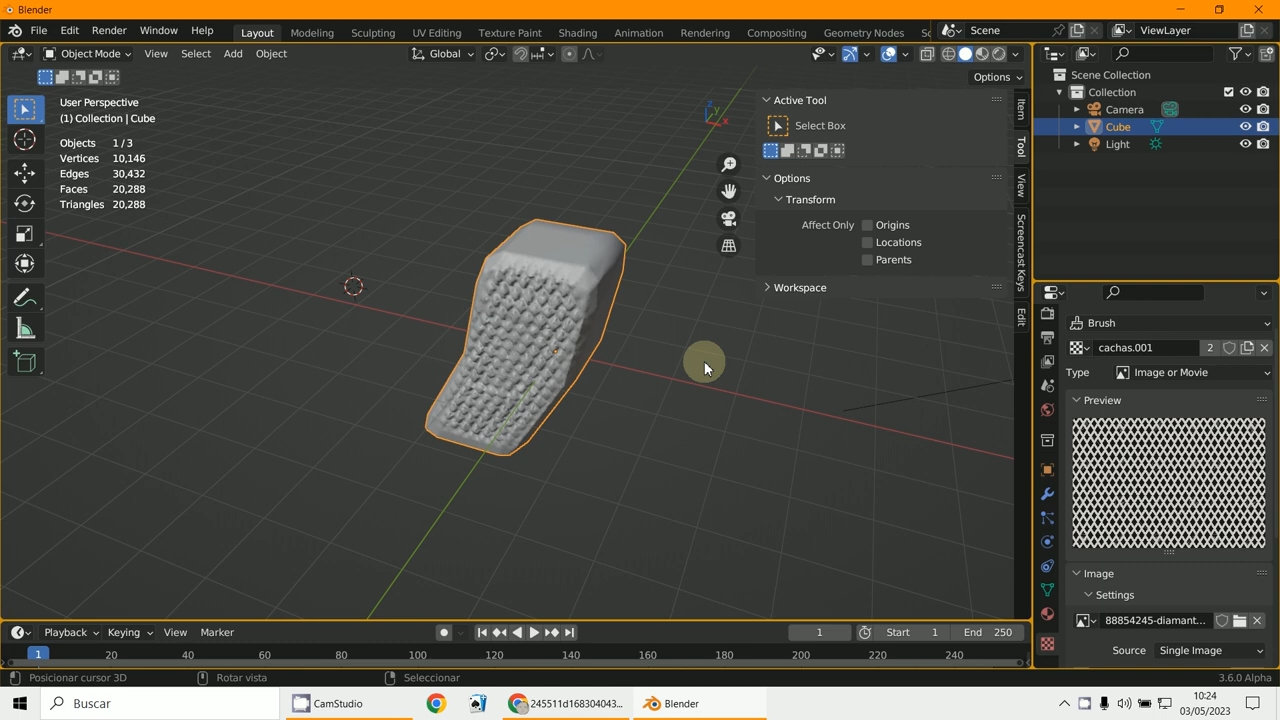 Blender
File Edit Render Window Help Layout Modeling Sculpting UV Editing Texture Paint Shading Animation Rendering Compositing Geometry Nodes Sc Scene ViewLayer
Object Mode View Select Add Object Global
Options
User Perspective
(1) Collection | Cube
Objects 1 / 3
Vertices 10,146
Edges 30,432
Faces 20,288
Triangles 20,288
z
y
x
Active Tool
Select Box
Options
Transform
Affect Only Origins
Locations
Parents
Workspace
Item
Tool
View
Screencast Keys
Edit
Scene Collection
Collection
Camera
Cube
Light
Brush
cachas.001 2
Type Image or Movie
Preview
Image
Settings
88854245-diamant...
Source Single Image
Playback Keying View Marker 1 Start 1 End 250
1 20 40 60 80 100 120 140 160 180 200 220 240
Posicionar cursor 3D Rotar vista Seleccionar 3.6.0 Alpha
Buscar CamStudio 245511d168304043... Blender
10:24
03/05/2023